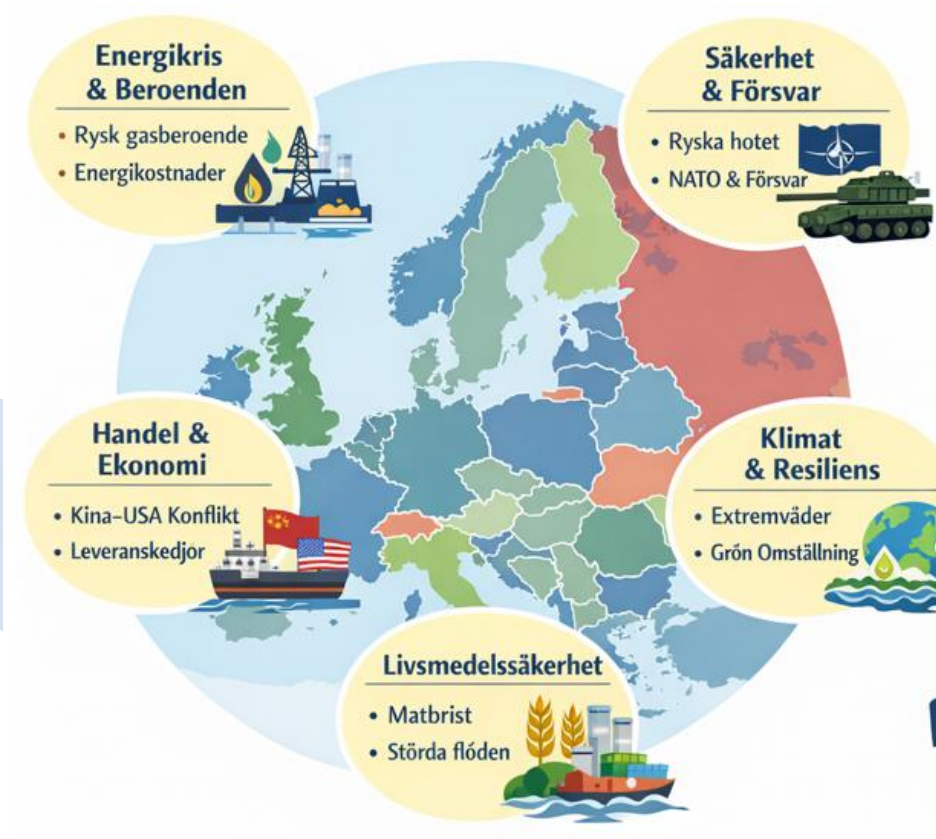 Energikris
& Beroenden
• Rysk gasberoende
• Energikostnader
Säkerhet
& Försvar
• Ryska hotet
• NATO & Försvar
Handel &
Ekonomi
• Kina–USA Konflikt
• Leveranskedjor
Klimat
& Resiliens
• Extremväder
• Grön Omställning
Livsmedelssäkerhet
• Matbrist
• Störda flóden